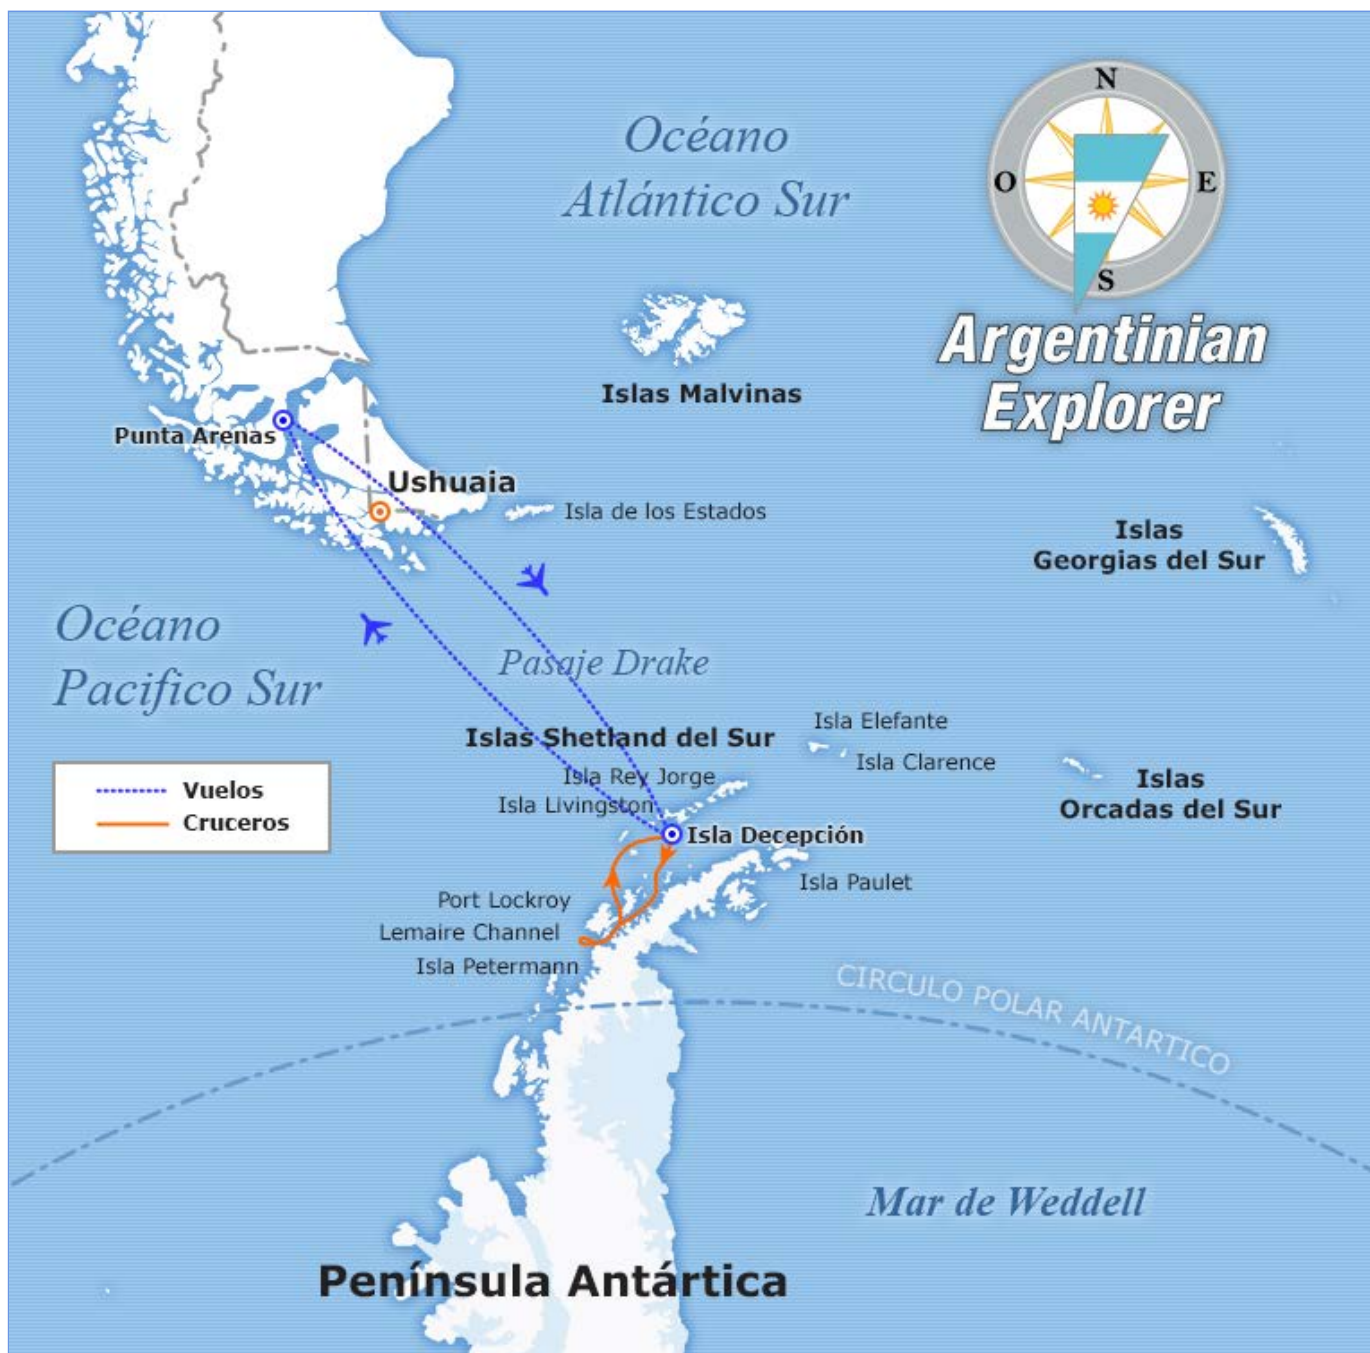 Océano
Atlántico Sur
N
O
E
S
Argentinian
Explorer
Islas Malvinas
Punta Arenas
Ushuaia
Isla de los Estados
Islas
Georgias del Sur
Océano
Pacifico Sur
Pasaje Drake
Isla Elefante
Islas Shetland del Sur
Isla Clarence
Isla Rey Jorge
Islas
Orcadas del Sur
Vuelos
Isla Livingston
Cruceros
Isla Decepción
Isla Paulet
Port Lockroy
Lemaire Channel
Isla Petermann
CIRCULO POLAR ANTARTICO
Mar de Weddell
Península Antártica